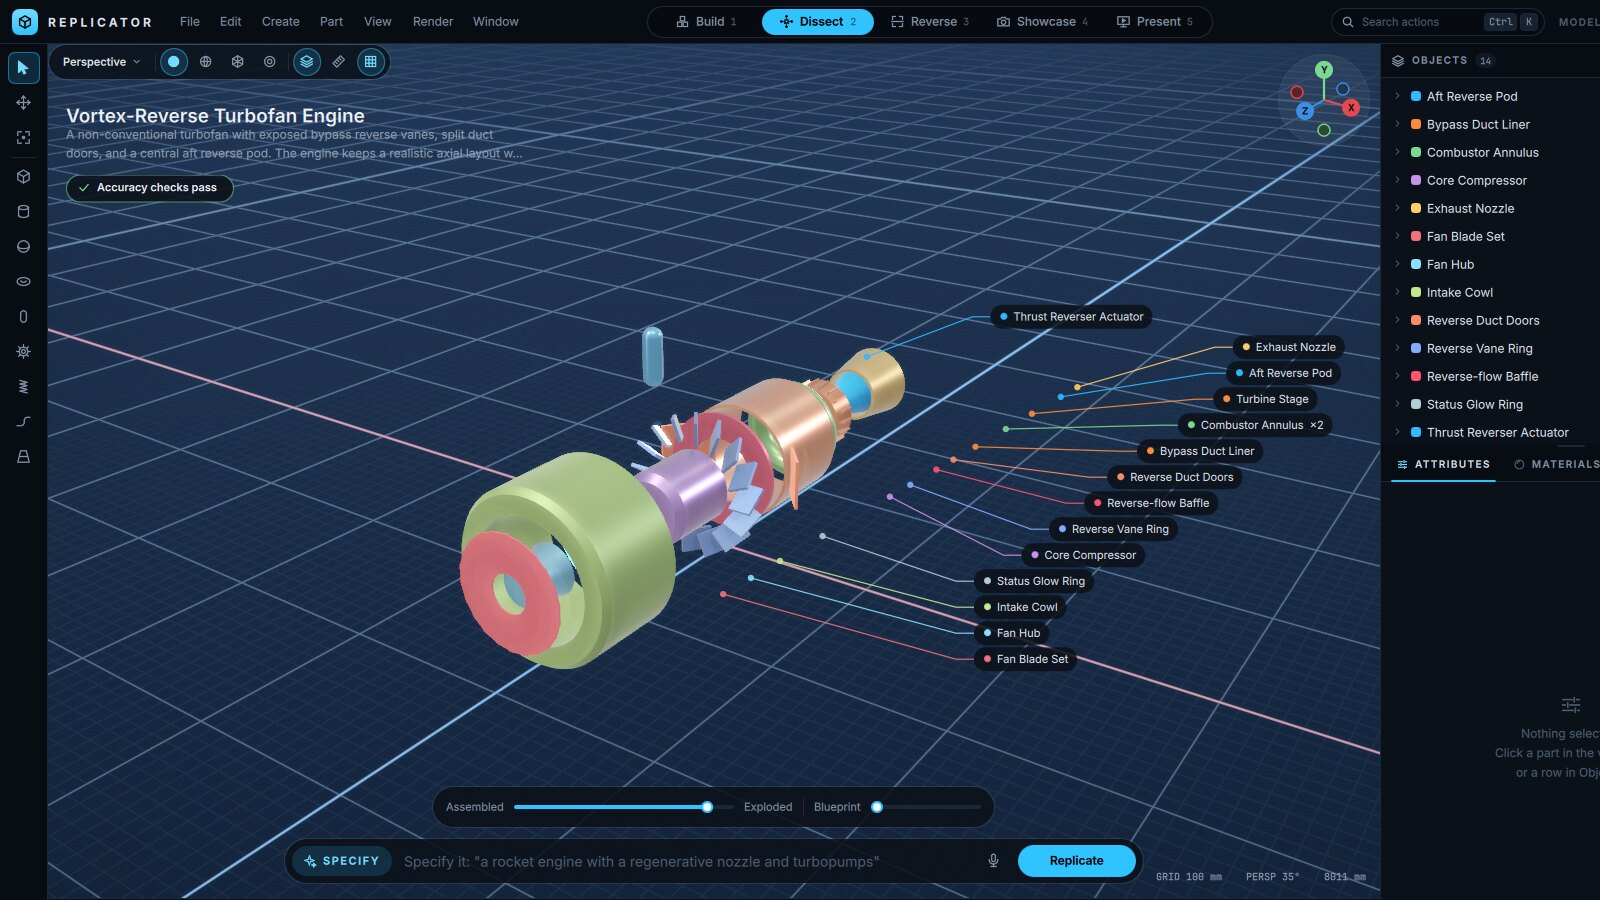 REPLICATOR
File Edit Create Part View Render Window
Build 1 Dissect 2 Reverse 3 Showcase 4 Present 5
Search actions Ctrl K
MODEL
Perspective
Y
X
Z
Vortex-Reverse Turbofan Engine
A non-conventional turbofan with exposed bypass reverse vanes, split duct
doors, and a central aft reverse pod. The engine keeps a realistic axial layout w...
Accuracy checks pass
Thrust Reverser Actuator
Exhaust Nozzle
Aft Reverse Pod
Turbine Stage
Combustor Annulus ×2
Bypass Duct Liner
Reverse Duct Doors
Reverse-flow Baffle
Reverse Vane Ring
Core Compressor
Status Glow Ring
Intake Cowl
Fan Hub
Fan Blade Set
Assembled Exploded Blueprint
SPECIFY Specify it: "a rocket engine with a regenerative nozzle and turbopumps" Replicate
GRID 100 mm PERSP 35° 8011 mm
OBJECTS 14
Aft Reverse Pod
Bypass Duct Liner
Combustor Annulus
Core Compressor
Exhaust Nozzle
Fan Blade Set
Fan Hub
Intake Cowl
Reverse Duct Doors
Reverse Vane Ring
Reverse-flow Baffle
Status Glow Ring
Thrust Reverser Actuator
ATTRIBUTES MATERIALS
Nothing selec
Click a part in the
or a row in Obj